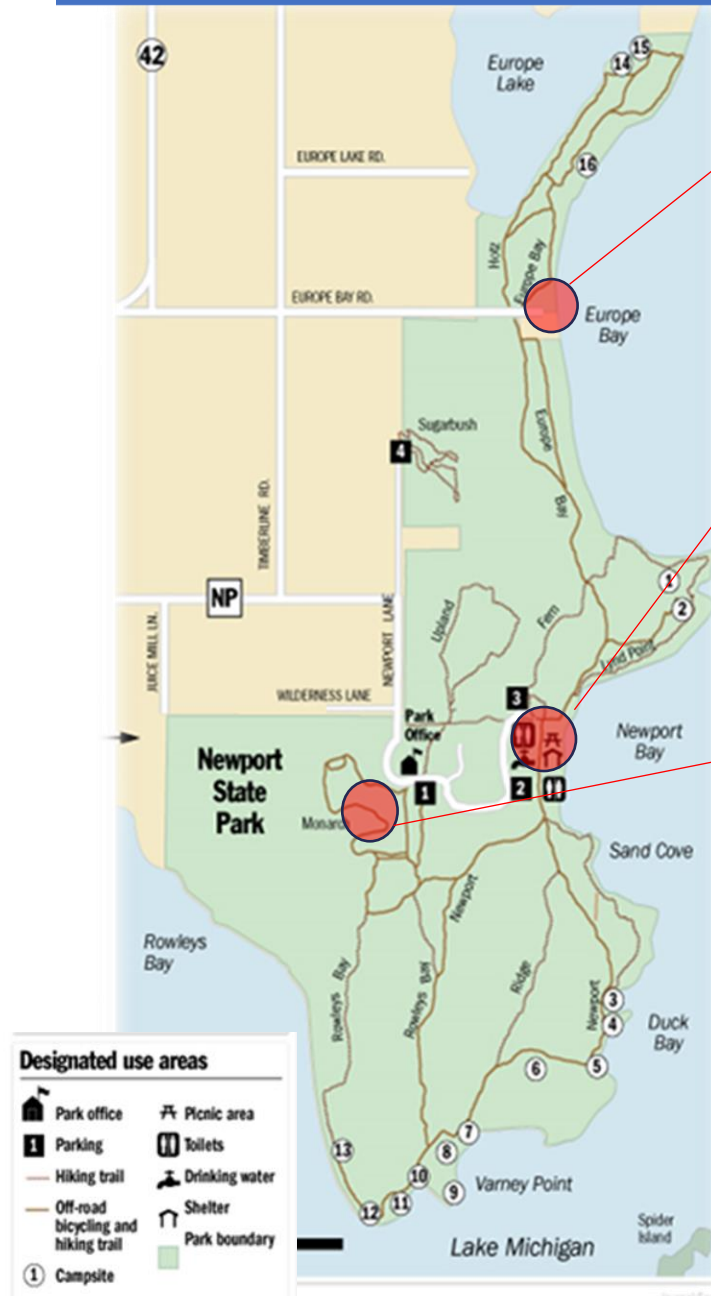 42
15
14
Europe
Lake
EUROPE LAKE RD.
16
Hotz
Europe Bay
EUROPE BAY RD.
Europe
Bay
Sugarbush
4
Europe
Bay
TIMBERLINE RD.
NP
JUICE MILL LN.
NEWPORT LANE
Upland
Fern
1
2
Lynd Point
WILDERNESS LANE
3
Park
Office
Newport
Bay
Newport
State
Park
1
2
Monarch
Sand Cove
Newport
Rowleys
Bay
Rowleys Bay
Rowleys Bay
Ridge
Newport
3
4
Duck
Bay
5
6
7
8
13
10
9
Varney Point
11
12
Spider
Island
Lake Michigan
Designated use areas
Park office
Picnic area
1
Parking
Toilets
Hiking trail
Drinking water
Off-road
bicycling and
hiking trail
Shelter
Park boundary
1
Campsite